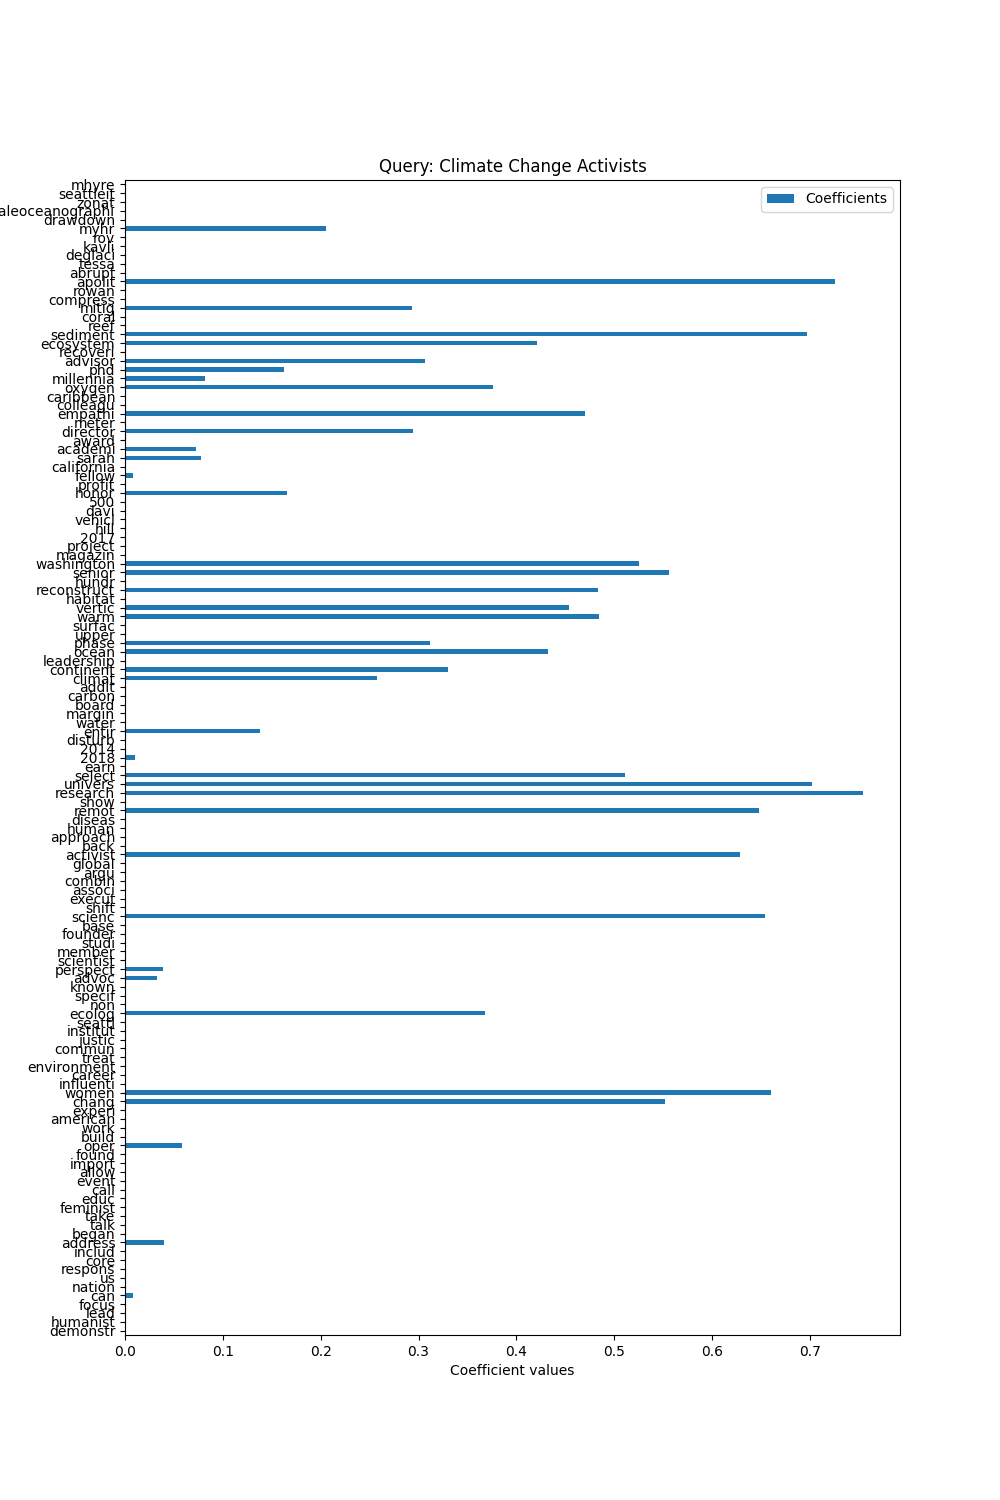 Query: Climate Change Activists
Coefficients
mhyre
seattleit
zonat
aleoceanographi
drawdown
myhr
fov
kavli
deglaci
tessa
abrupt
apolit
rowan
compress
mitig
coral
reef
sediment
ecosystem
recoveri
advisor
phd
millennia
oxygen
caribbean
colleagu
empathi
meter
director
award
academi
sarah
california
fellow
profit
honor
500
davi
vehicl
hill
2017
project
magazin
washington
senior
hundr
reconstruct
habitat
vertic
warm
surfac
upper
phase
ocean
leadership
continent
climat
addit
carbon
board
margin
water
entir
disturb
2014
2018
earn
select
univers
research
show
remot
diseas
human
approach
back
activist
global
argu
combin
associ
execut
shift
scienc
base
founder
studi
member
scientist
perspect
advoc
known
specif
non
ecolog
seattl
institut
justic
commun
treat
environment
career
influenti
women
chang
experi
american
work
build
oper
found
import
allow
event
call
educ
feminist
take
talk
began
address
includ
core
respons
us
nation
can
focus
lead
humanist
demonstr
0.0 0.1 0.2 0.3 0.4 0.5 0.6 0.7
Coefficient values